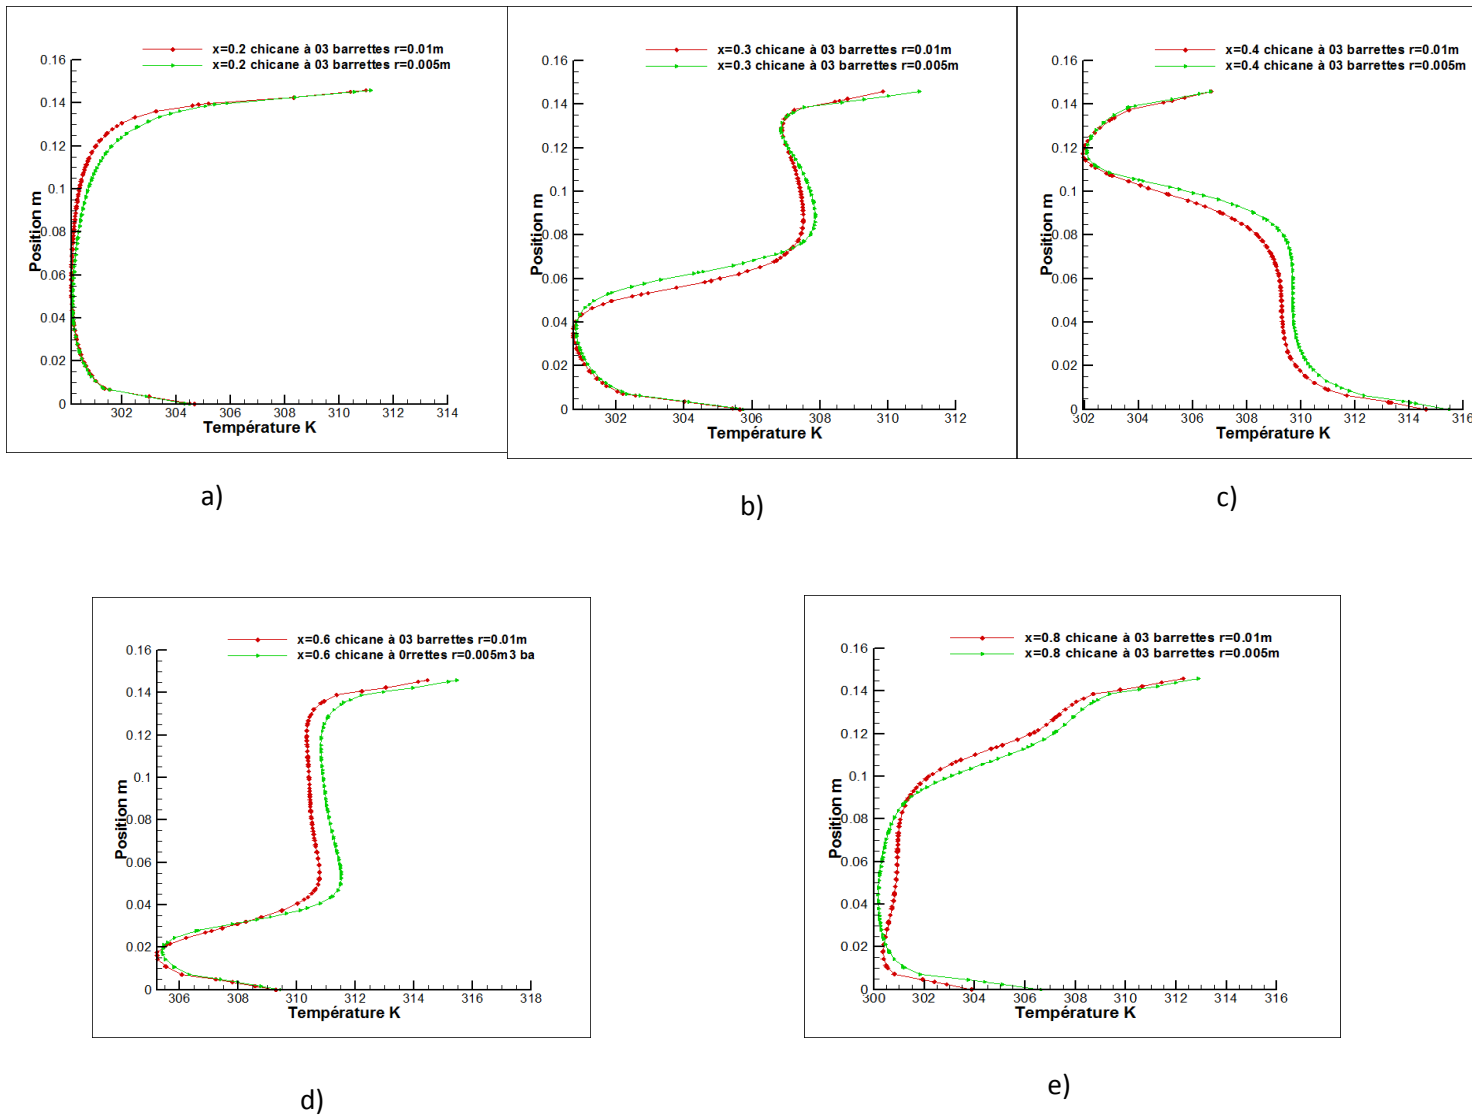 x=0.2 chicane à 03 barrettes r=0.01m
x=0.2 chicane à 03 barrettes r=0.005m
0.16
0.14
0.12
0.1
0.08
0.06
0.04
0.02
0
Position m
302 304 306 308 310 312 314
Température K
a)
x=0.3 chicane à 03 barrettes r=0.01m
x=0.3 chicane à 03 barrettes r=0.005m
0.16
0.14
0.12
0.1
0.08
0.06
0.04
0.02
0
Position m
302 304 306 308 310 312
Température K
b)
x=0.4 chicane à 03 barrettes r=0.01m
x=0.4 chicane à 03 barrettes r=0.005m
0.16
0.14
0.12
0.1
0.08
0.06
0.04
0.02
0
Position m
302 304 306 308 310 312 314 316
Température K
c)
x=0.6 chicane à 03 barrettes r=0.01m
x=0.6 chicane à 0rrettes r=0.005m3 ba
0.16
0.14
0.12
0.1
0.08
0.06
0.04
0.02
0
Position m
306 308 310 312 314 316 318
Température K
d)
x=0.8 chicane à 03 barrettes r=0.01m
x=0.8 chicane à 03 barrettes r=0.005m
0.16
0.14
0.12
0.1
0.08
0.06
0.04
0.02
0
Position m
300 302 304 306 308 310 312 314 316
Température K
e)